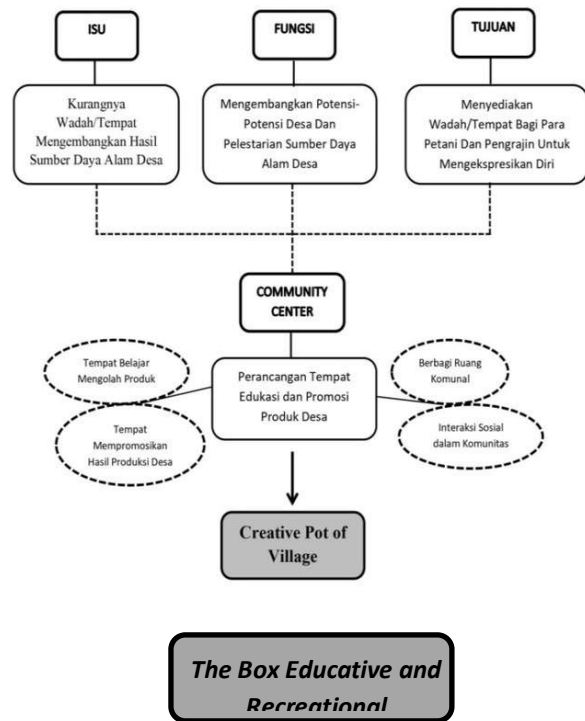 ISU
FUNGSI
TUJUAN
Kurangnya
Wadah/Tempat
Mengembangkan Hasil
Sumber Daya Alam Desa
Mengembangkan Potensi-
Potensi Desa Dan
Pelestarian Sumber Daya
Alam Desa
Menyediakan
Wadah/Tempat Bagi Para
Petani Dan Pengrajin Untuk
Mengekspresikan Diri
COMMUNITY
CENTER
Tempat Belajar
Mengolah Produk
Tempat
Mempromosikan
Hasil Produksi Desa
Perancangan Tempat
Edukasi dan Promosi
Produk Desa
Berbagi Ruang
Komunal
Interaksi Sosial
dalam Komunitas
Creative Pot of
Village
The Box Educative and
Recreational